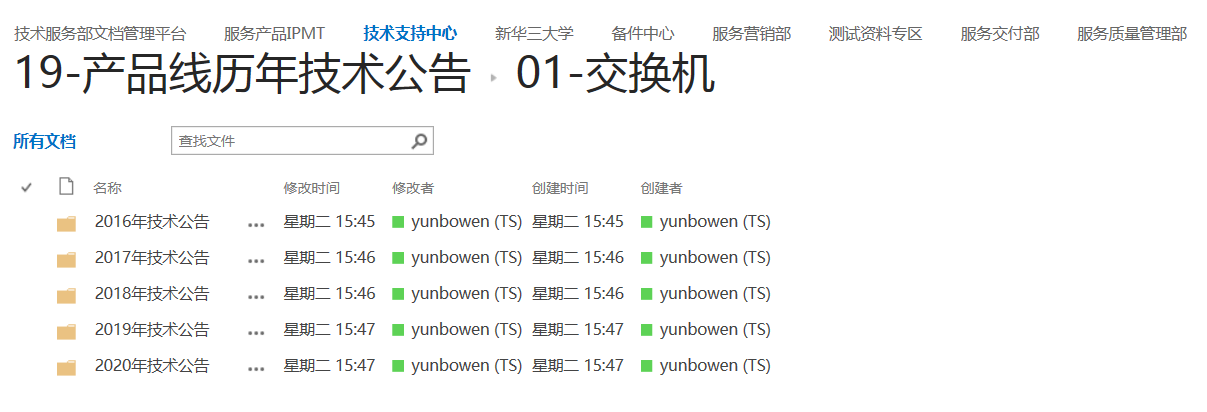 技术服务部文档管理平台 服务产品IPMT 技术支持中心 新华三大学 备件中心 服务营销部 测试资料专区 服务交付部 服务质量管理部
19-产品线历年技术公告 01-交换机
所有文档 查找文件
名称 修改时间 修改者 创建时间 创建者
2016年技术公告 ... 星期二 15:45 yunbowen (TS) 星期二 15:45 yunbowen (TS)
2017年技术公告 ... 星期二 15:46 yunbowen (TS) 星期二 15:46 yunbowen (TS)
2018年技术公告 ... 星期二 15:46 yunbowen (TS) 星期二 15:46 yunbowen (TS)
2019年技术公告 ... 星期二 15:47 yunbowen (TS) 星期二 15:47 yunbowen (TS)
2020年技术公告 ... 星期二 15:47 yunbowen (TS) 星期二 15:47 yunbowen (TS)